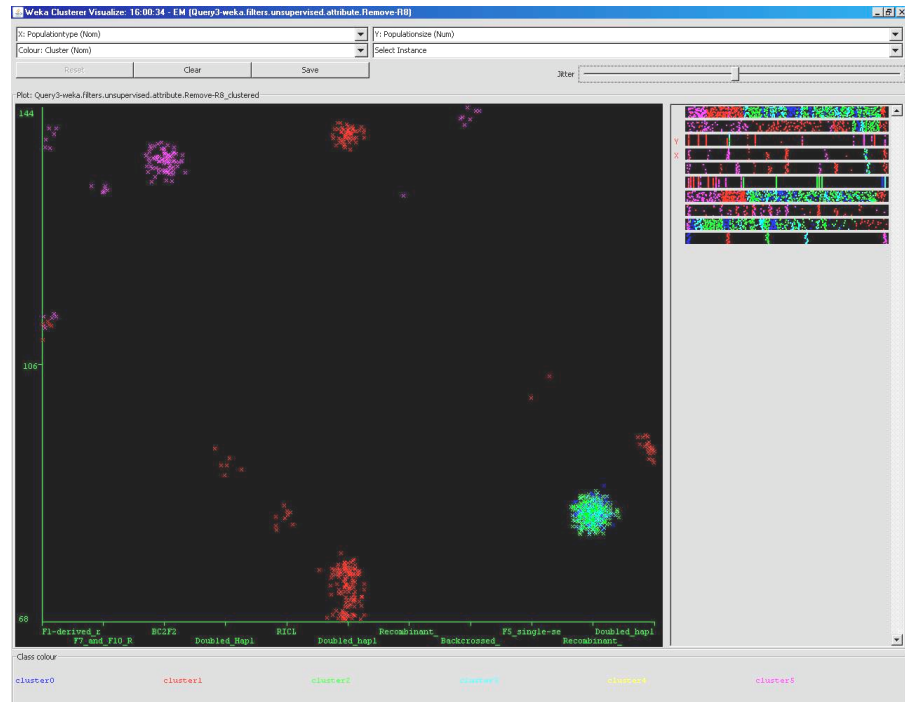 Weka Clusterer Visualize: 16:00:34 - EM (Query3-weka.filters.unsupervised.attribute.Remove-R8)
X: Populationtype (Nom) Y: Populationsize (Num)
Colour: Cluster (Nom) Select Instance
Reset Clear Save Jitter
Plot: Query3-weka.filters.unsupervised.attribute.Remove-R8_clustered
144
Y
X
106
68
F1-derived_z BC2F2 RICL Recombinant_ F5_single-se Doubled_hapl
F7_and_F10_R Doubled_Hapl Doubled_hapl Backcrossed_ Recombinant_
Class colour
cluster0 cluster1 cluster2 cluster3 cluster4 cluster5